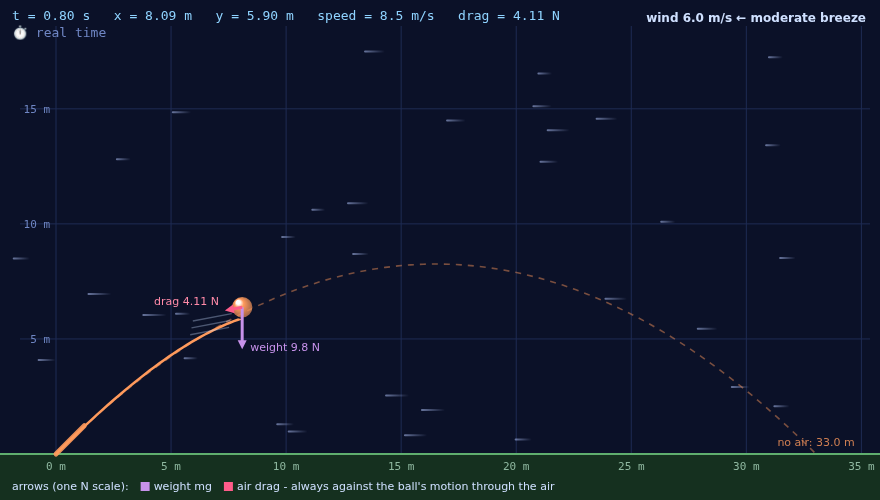 t = 0.80 s   x = 8.09 m   y = 5.90 m   speed = 8.5 m/s   drag = 4.11 N
wind 6.0 m/s ← moderate breeze
⏱ real time
15 m
10 m
drag 4.11 N
5 m
weight 9.8 N
no air: 33.0 m
0 m   5 m   10 m   15 m   20 m   25 m   30 m   35 m
arrows (one N scale):   weight mg   air drag - always against the ball's motion through the air